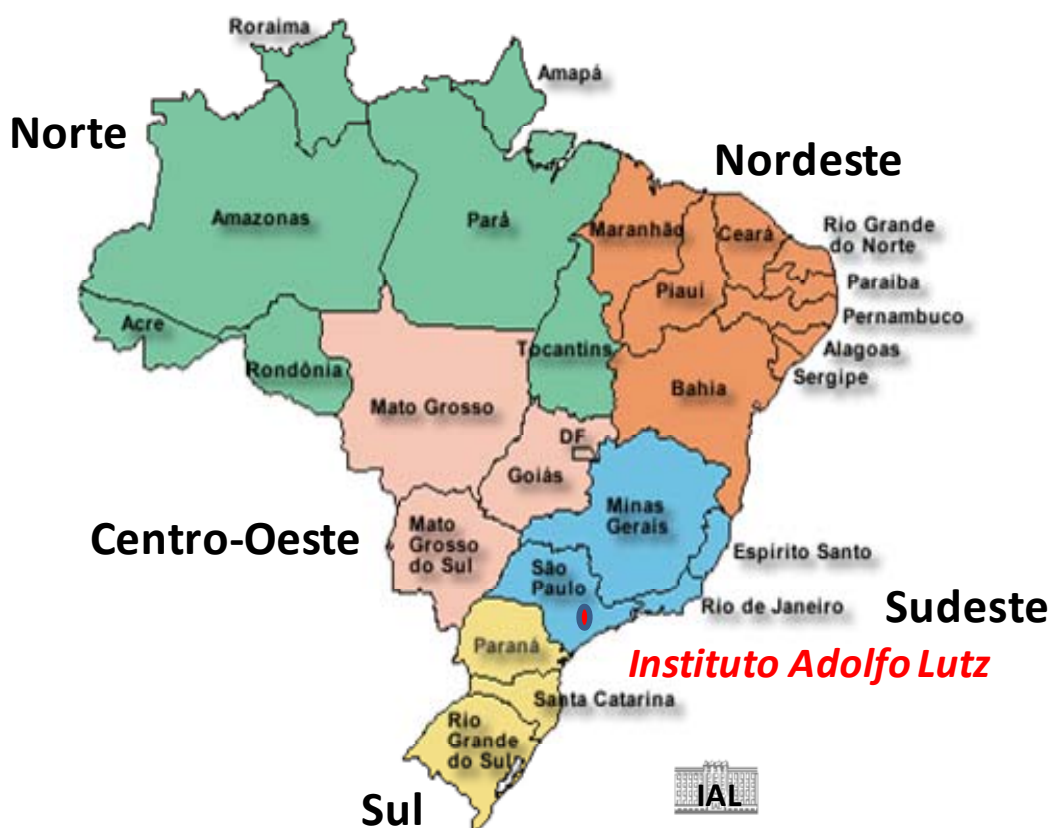 Roraima
Amapá
Norte
Nordeste
Amazonas
Pará
Maranhão
Ceará
Rio Grande
do Norte
Piauí
Paraiba
Pernambuco
Acre
Rondônia
Tocantins
Alagoas
Sergipe
Bahia
Mato Grosso
DF
Goiás
Minas
Gerais
Centro-Oeste
Mato
Grosso
do Sul
Espirito Santo
São
Paulo
Rio de Janeiro
Sudeste
Paraná
Instituto Adolfo Lutz
Santa Catarina
Rio
Grande
do Sul
IAL
Sul